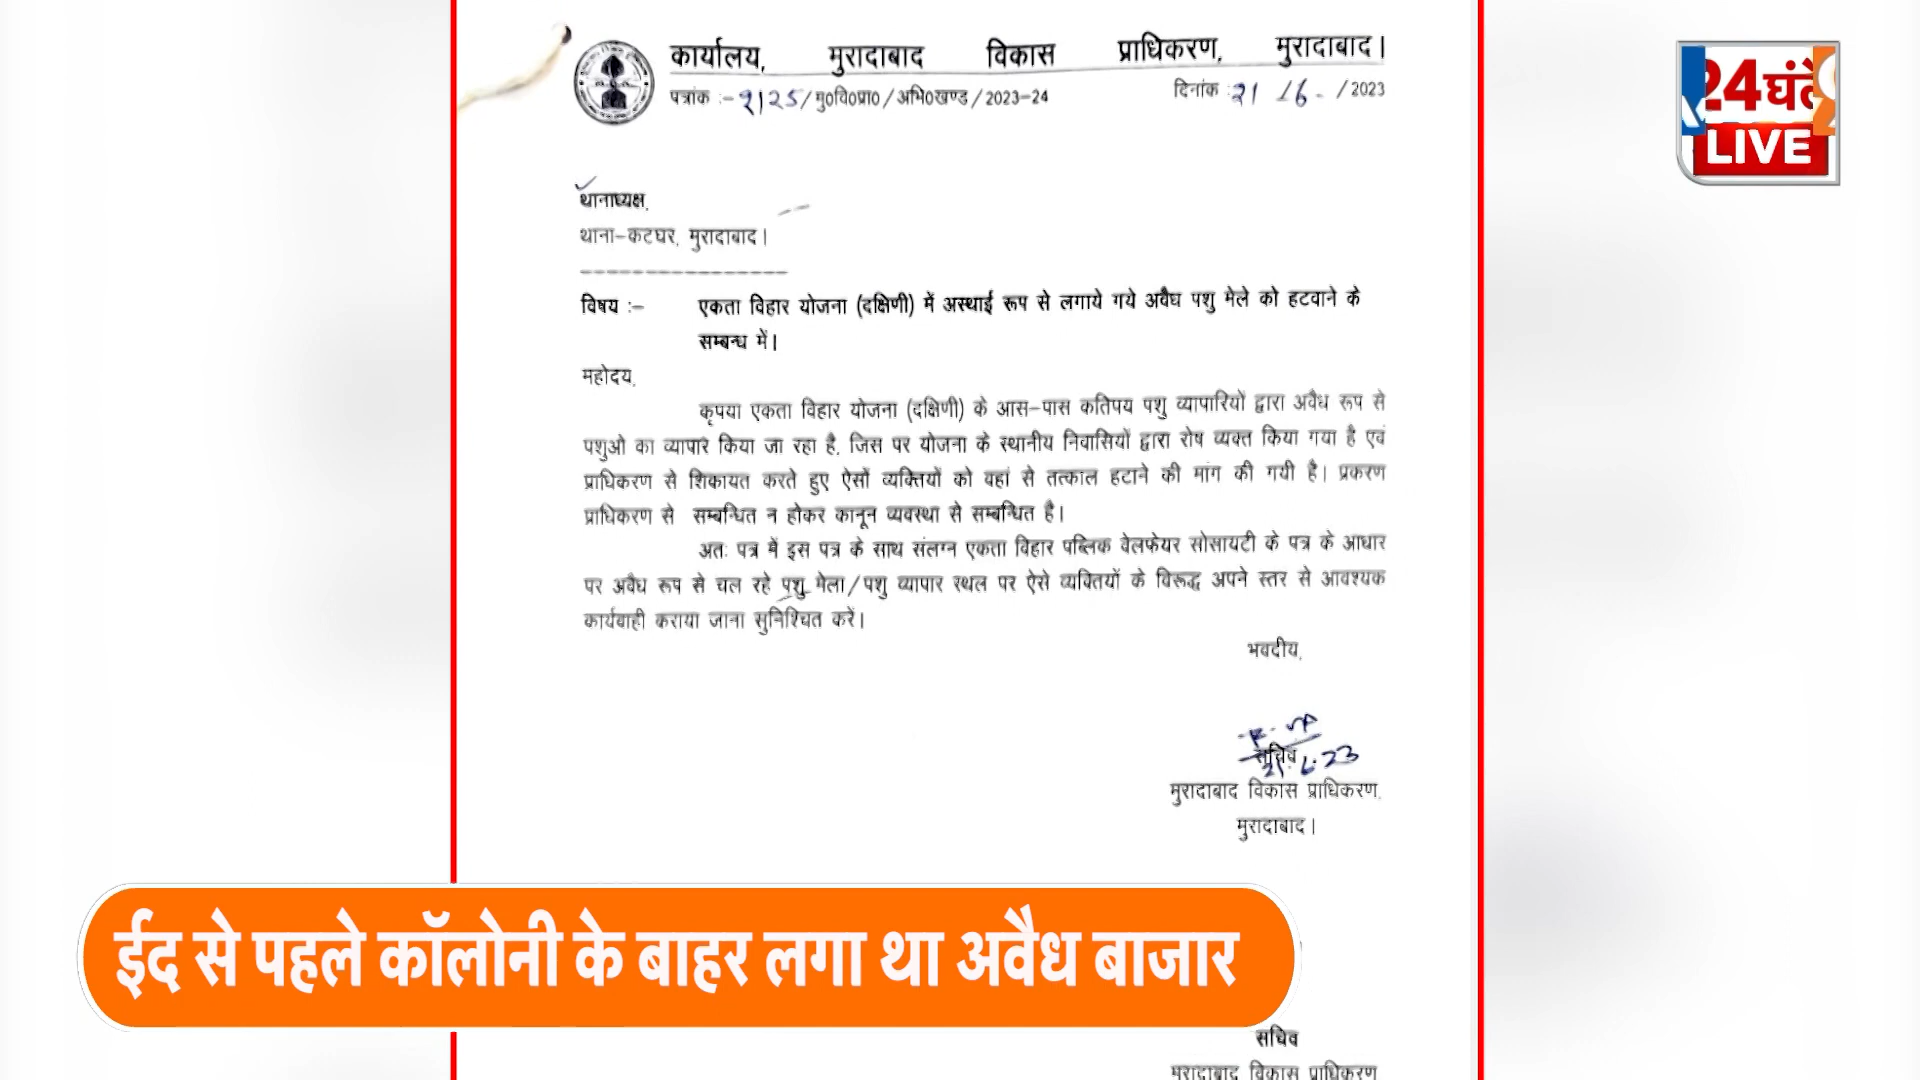 कार्यालय, मुरादाबाद विकास प्राधिकरण, मुरादाबाद।
पत्रांक :- 2125/मु0वि0प्रा0/अभि0खण्ड/2023-24 दिनांक : 21 /6- /2023
24 घंटे
LIVE
थानाध्यक्ष,
थाना-कटघर, मुरादाबाद।
विषय :- एकता विहार योजना (दक्षिणी) में अस्थाई रूप से लगाये गये अवैध पशु मेले को हटवाने के
सम्बन्ध में।
महोदय,
कृपया एकता विहार योजना (दक्षिणी) के आस-पास कतिपय पशु व्यापारियों द्वारा अवैध रूप से
पशुओ का व्यापार किया जा रहा है, जिस पर योजना के स्थानीय निवासियों द्वारा रोष व्यक्त किया गया है एवं
प्राधिकरण से शिकायत करते हुए ऐसों व्यक्तियों को यहां से तत्काल हटाने की मांग की गयी है। प्रकरण
प्राधिकरण से सम्बन्धित न होकर कानून व्यवस्था से सम्बन्धित है।
अतः पत्र में इस पत्र के साथ संलग्न एकता विहार पब्लिक वेलफेयर सोसायटी के पत्र के आधार
पर अवैध रूप से चल रहे पशु मेला/पशु व्यापार स्थल पर ऐसे व्यक्तियों के विरूद्ध अपने स्तर से आवश्यक
कार्यवाही कराया जाना सुनिश्चित करें।
भवदीय,
सचिव
21.6.23
मुरादाबाद विकास प्राधिकरण,
मुरादाबाद।
ईद से पहले कॉलोनी के बाहर लगा था अवैध बाजार
सचिव
मुरादाबाद विकास प्राधिकरण